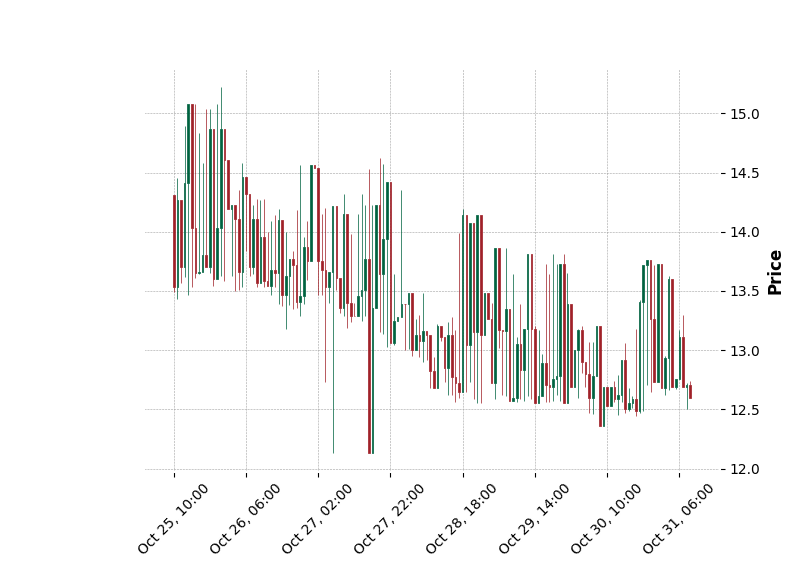 15.0
14.5
14.0
13.5
13.0
12.5
12.0
Price
Oct 25, 10:00
Oct 26, 06:00
Oct 27, 02:00
Oct 27, 22:00
Oct 28, 18:00
Oct 29, 14:00
Oct 30, 10:00
Oct 31, 06:00